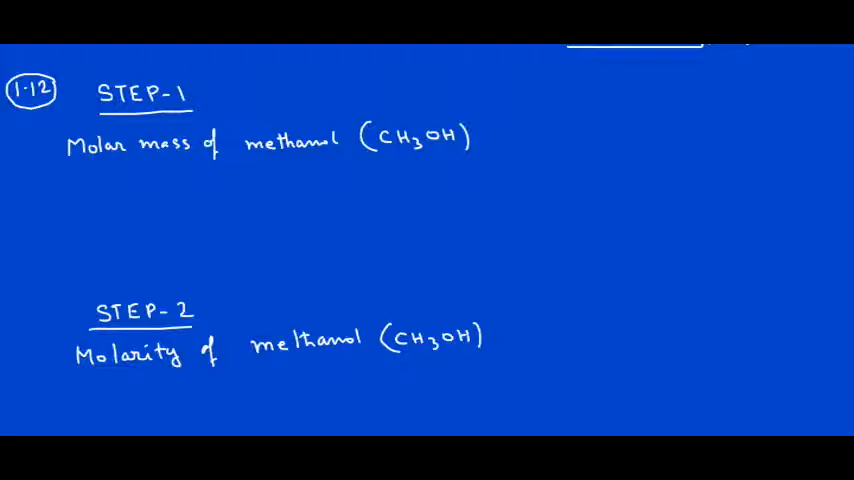 1.12
STEP-1
Molar mass of methanol (CH3OH)
STEP-2
Molarity of methanol (CH3OH)